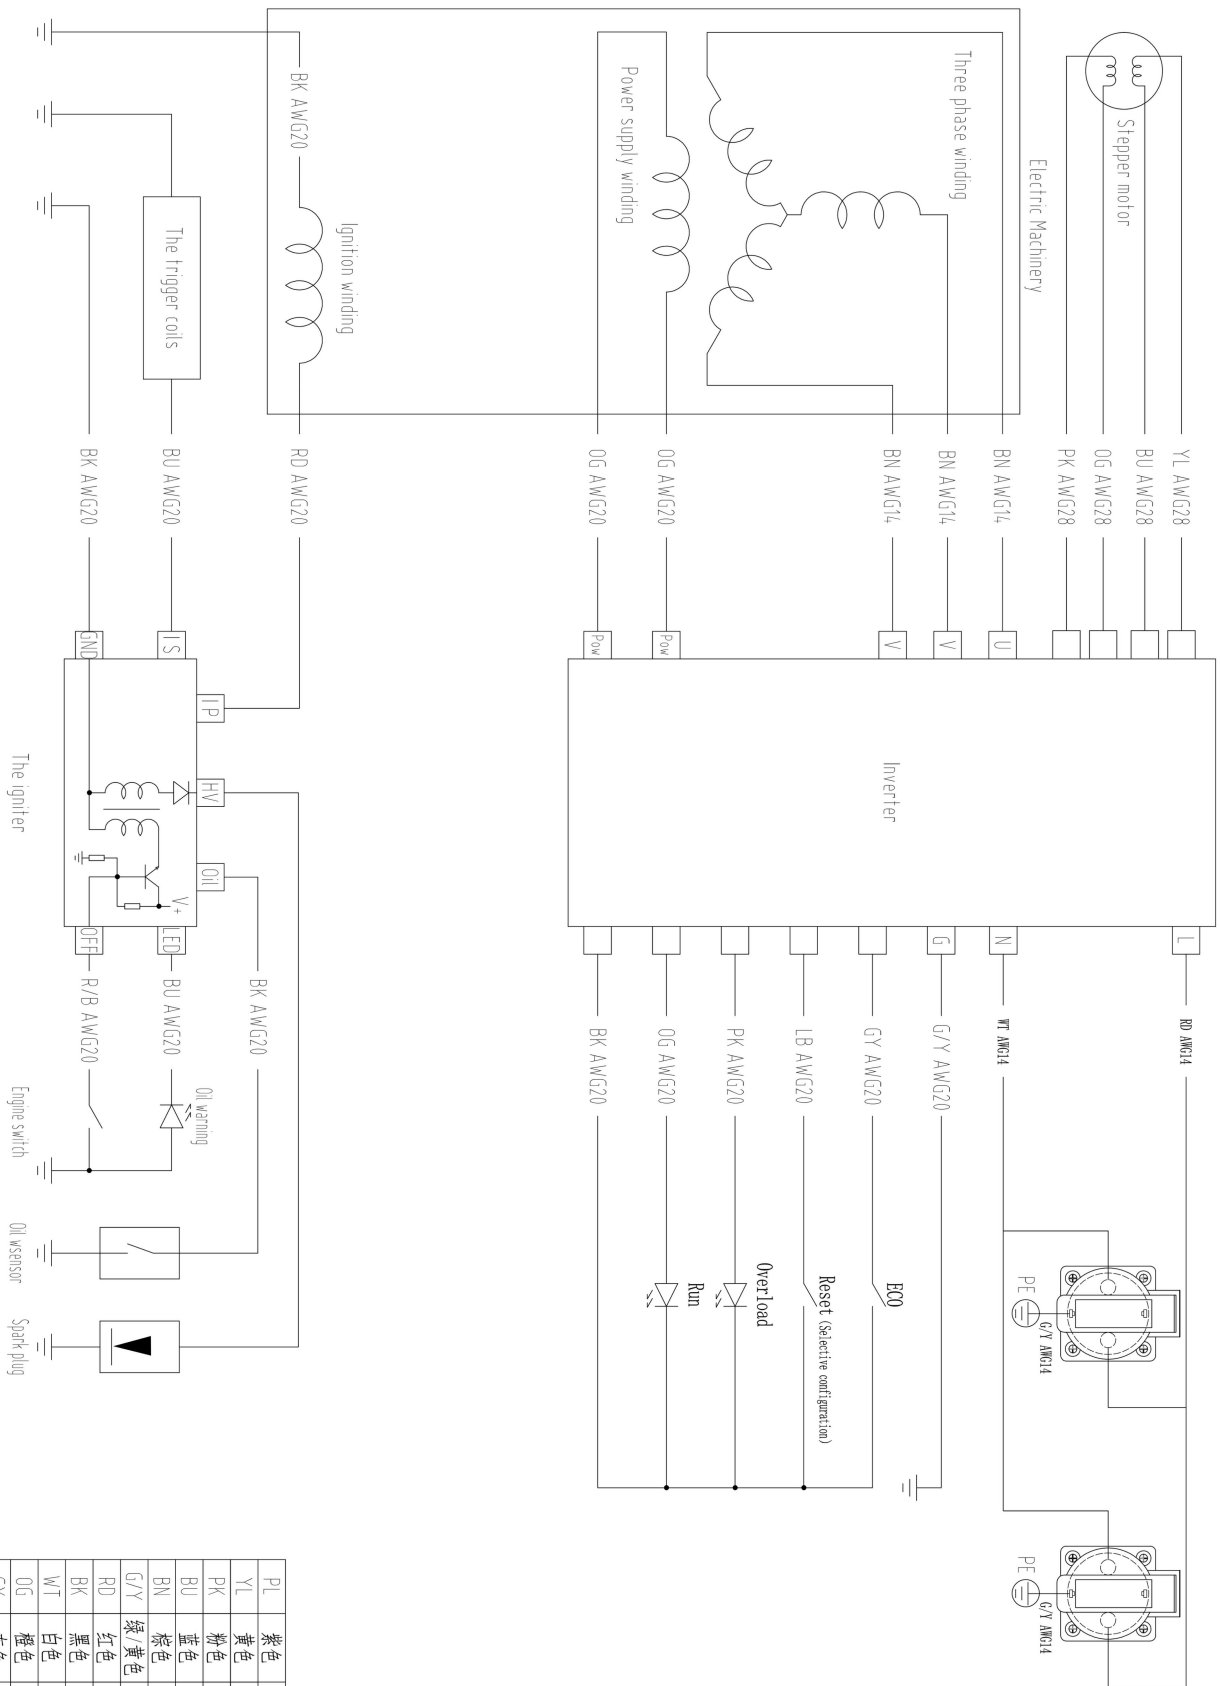 Stepper motor
Electric Machinery
Three phase winding
Power supply winding
Ignition winding
BK AWG20
The trigger coils
YL AWG28
BU AWG28
OG AWG28
PK AWG28
BN AWG14
BN AWG14
BN AWG14
OG AWG20
OG AWG20
RD AWG20
BU AWG20
BK AWG20
U
V
V
Pow
Pow
Inverter
L
N
G
RD AWG14
WT AWG14
G/Y AWG20
GY AWG20
LB AWG20
PK AWG20
OG AWG20
BK AWG20
ECO
Reset (Selective configuration)
Overload
Run
PE
G/Y AWG14
PE
G/Y AWG14
IS
GND
IP
HV
Oil
V+
LED
OFF
The igniter
BK AWG20
BU AWG20
R/B AWG20
Oil warning
Engine switch
Oil wsensor
Spark plug
PL 紫色
YL 黄色
PK 粉色
BU 蓝色
BN 棕色
G/Y 绿/黄色
RD 红色
BK 黑色
WT 白色
OG 橙色